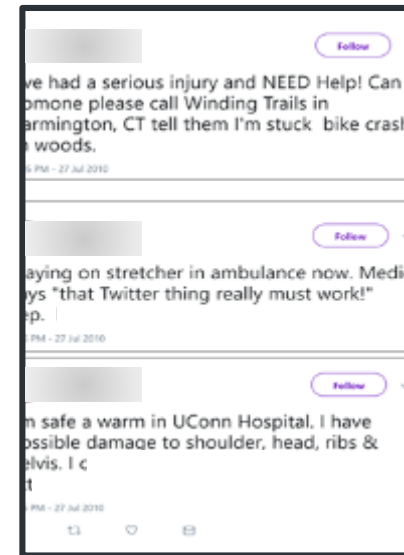 Follow
ve had a serious injury and NEED Help! Can
omone please call Winding Trails in
armington, CT tell them I'm stuck bike crash
woods.
PM - 27 Jul 2010
Follow
aying on stretcher in ambulance now. Medi
ys "that Twitter thing really must work!"
ep.
PM - 27 Jul 2010
Follow
m safe a warm in UConn Hospital. I have
ossible damage to shoulder, head, ribs &
elvis. I c
t
PM - 27 Jul 2010